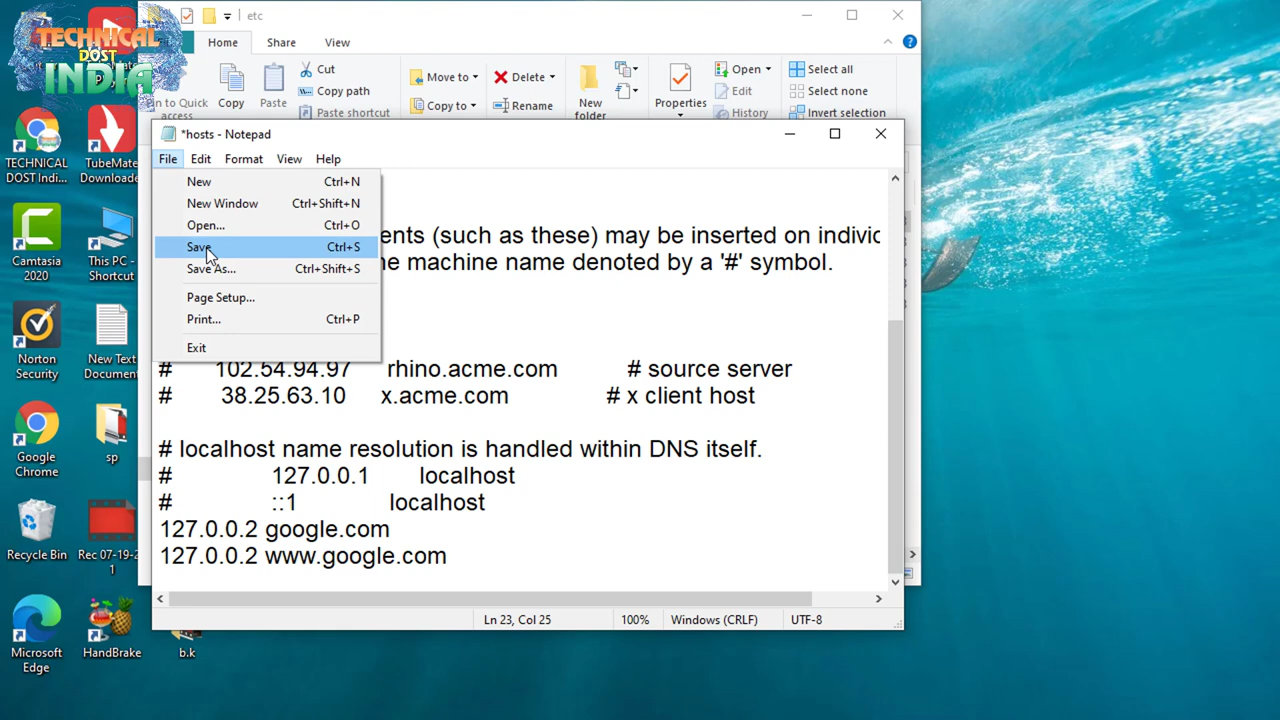 TECHNICAL
DOST
INDIA
etc
Home
Share
View
Cut
Copy path
Paste shortcut
in to Quick
access
Copy
Paste
Move to
Copy to
Delete
Rename
New
folder
Properties
Open
Edit
History
Select all
Select none
Invert selection
*hosts - Notepad
File
Edit
Format
View
Help
New Ctrl+N
New Window Ctrl+Shift+N
Open... Ctrl+O
Save Ctrl+S
Save As... Ctrl+Shift+S
Page Setup...
Print... Ctrl+P
Exit
ents (such as these) may be inserted on individ
e machine name denoted by a '#' symbol.
# 102.54.94.97 rhino.acme.com # source server
# 38.25.63.10 x.acme.com # x client host
# localhost name resolution is handled within DNS itself.
# 127.0.0.1 localhost
# ::1 localhost
127.0.0.2 google.com
127.0.0.2 www.google.com
Ln 23, Col 25
100%
Windows (CRLF)
UTF-8
TECHNICAL
DOST Indi...
TubeMate
Downloade
Camtasia
2020
This PC -
Shortcut
Norton
Security
New Text
Document
Google
Chrome
sp
Recycle Bin
Rec 07-19-2
1
Microsoft
Edge
HandBrake
b.k